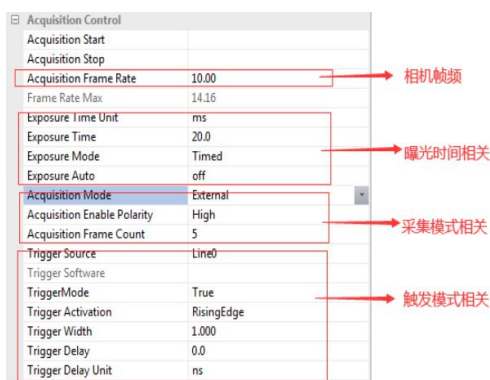 Acquisition Control
Acquisition Start
Acquisition Stop
Acquisition Frame Rate 10.00 相机帧频
Frame Rate Max 14.16
Exposure Time Unit ms
Exposure Time 20.0
Exposure Mode Timed 曝光时间相关
Exposure Auto off
Acquisition Mode External
Acquisition Enable Polarity High 采集模式相关
Acquisition Frame Count 5
Trigger Source Line0
Trigger Software
TriggerMode True 触发模式相关
Trigger Activation RisingEdge
Trigger Width 1.000
Trigger Delay 0.0
Trigger Delay Unit ns